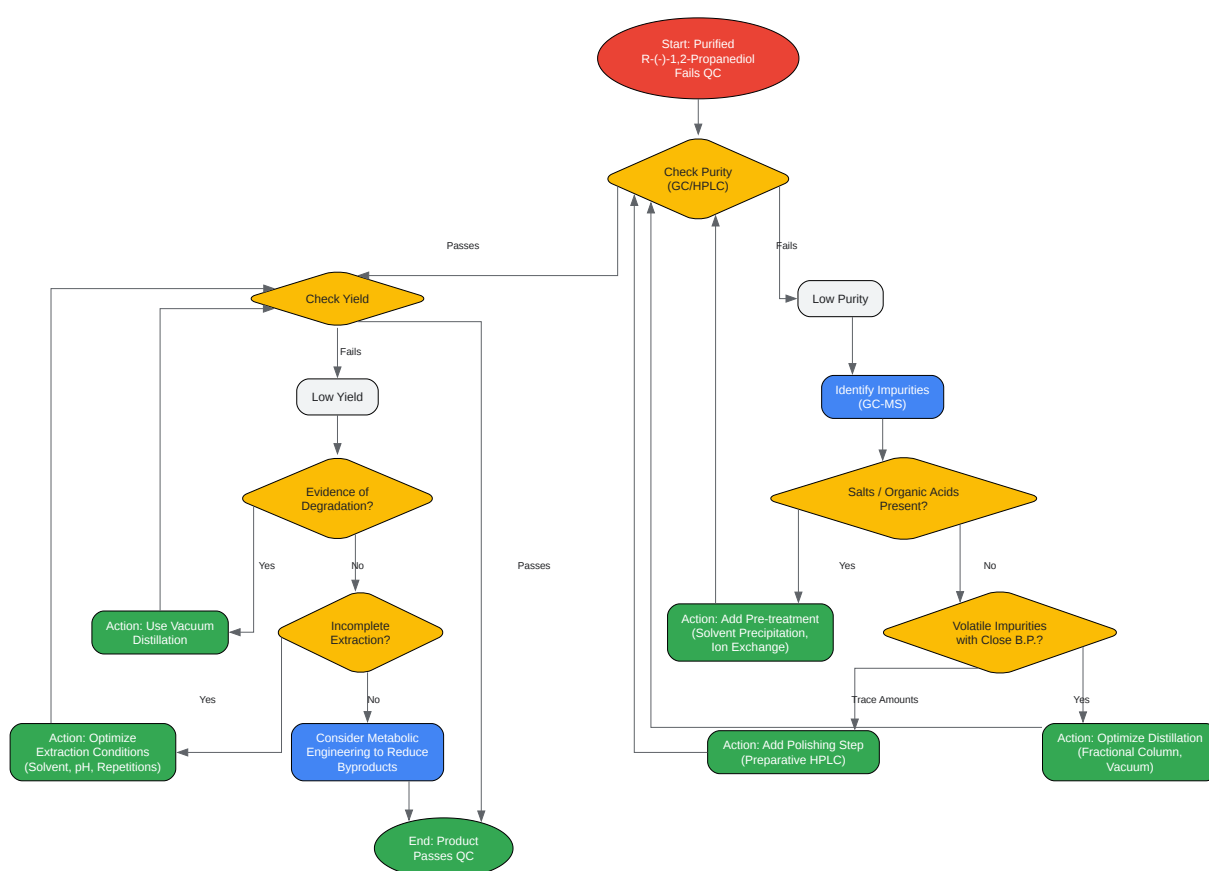 Start: Purified
R-(-)-1,2-Propanediol
Fails QC
Check Purity
(GC/HPLC)
Passes
Fails
Check Yield
Low Purity
Fails
Low Yield
Identify Impurities
(GC-MS)
Evidence of
Degradation?
Salts / Organic Acids
Present?
Yes
No
Passes
Yes
No
Action: Use Vacuum
Distillation
Incomplete
Extraction?
Action: Add Pre-treatment
(Solvent Precipitation,
Ion Exchange)
Volatile Impurities
with Close B.P.?
Yes
No
Trace Amounts
Yes
Action: Optimize
Extraction Conditions
(Solvent, pH, Repetitions)
Consider Metabolic
Engineering to Reduce
Byproducts
Action: Add Polishing Step
(Preparative HPLC)
Action: Optimize Distillation
(Fractional Column,
Vacuum)
End: Product
Passes QC